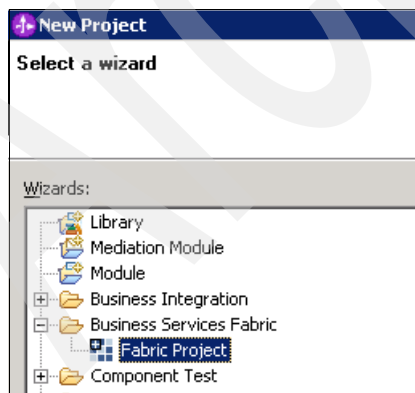 New Project
Select a wizard
Wizards:
Library
Mediation Module
Module
Business Integration
Business Services Fabric
Fabric Project
Component Test